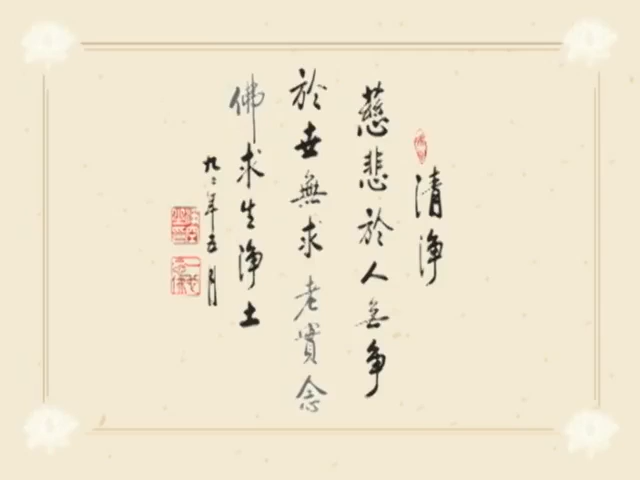 清淨
慈悲於人無爭
於世無求老實念
佛求生淨土
九二年五月